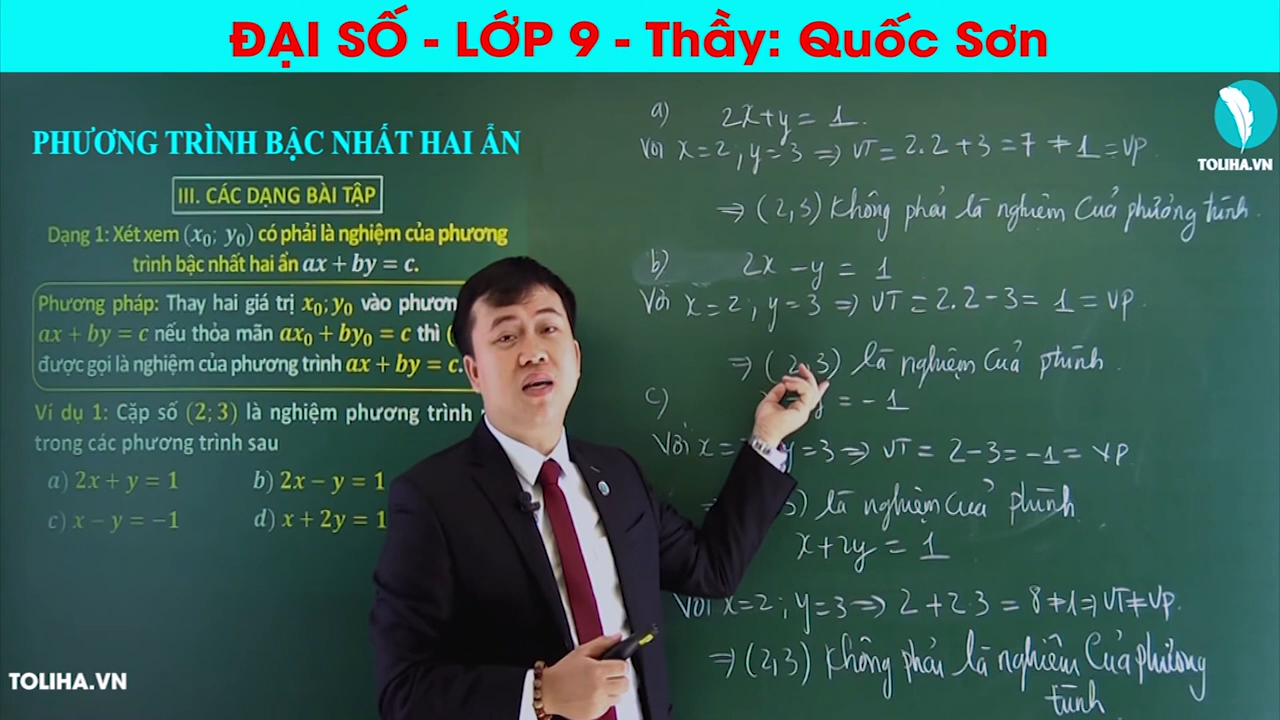 ĐẠI SỐ - LỚP 9 - Thầy: Quốc Sơn
TOLIHA.VN
PHƯƠNG TRÌNH BẬC NHẤT HAI ẨN
III. CÁC DẠNG BÀI TẬP
Dạng 1: Xét xem (x₀; y₀) có phải là nghiệm của phương
trình bậc nhất hai ẩn ax + by = c.
Phương pháp: Thay hai giá trị x₀; y₀ vào phươn
ax + by = c nếu thỏa mãn ax₀ + by₀ = c thì (
được gọi là nghiệm của phương trình ax + by = c.
Ví dụ 1: Cặp số (2; 3) là nghiệm phương trình
trong các phương trình sau
a) 2x + y = 1 b) 2x − y = 1
c) x − y = −1 d) x + 2y = 1
TOLIHA.VN
a) 2x+y = 1.
Với x=2; y=3 ⇒ VT = 2.2 + 3 = 7 ≠ 1 = VP.
⇒ (2,3) không phải là nghiệm của phương trình.
b) 2x − y = 1
Với x=2; y=3 ⇒ VT = 2.2 − 3 = 1 = VP.
⇒ (2,3) là nghiệm của ptrình.
c) y = −1
Với x = y=3 ⇒ VT = 2−3 = −1 = VP.
) là nghiệm của ptrình
x+2y = 1
Với x=2; y=3 ⇒ 2+2.3 = 8 ≠ 1 ⇒ VT ≠ VP.
⇒ (2,3) không phải là nghiệm của phương
trình